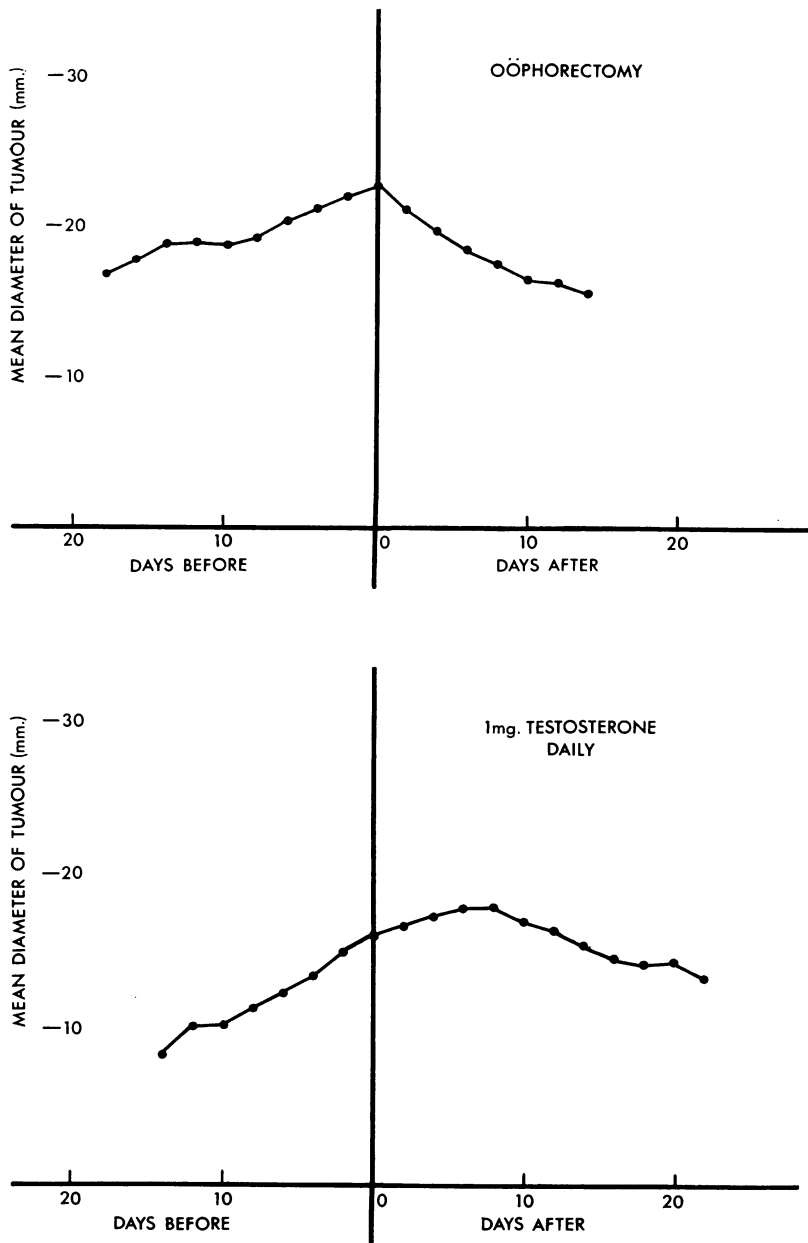 OÖPHORECTOMY
MEAN DIAMETER OF TUMOUR (mm.)
—30
—20
—10
20 10 0 10 20
DAYS BEFORE DAYS AFTER
1mg. TESTOSTERONE
DAILY
MEAN DIAMETER OF TUMOUR (mm.)
—30
—20
—10
20 10 0 10 20
DAYS BEFORE DAYS AFTER